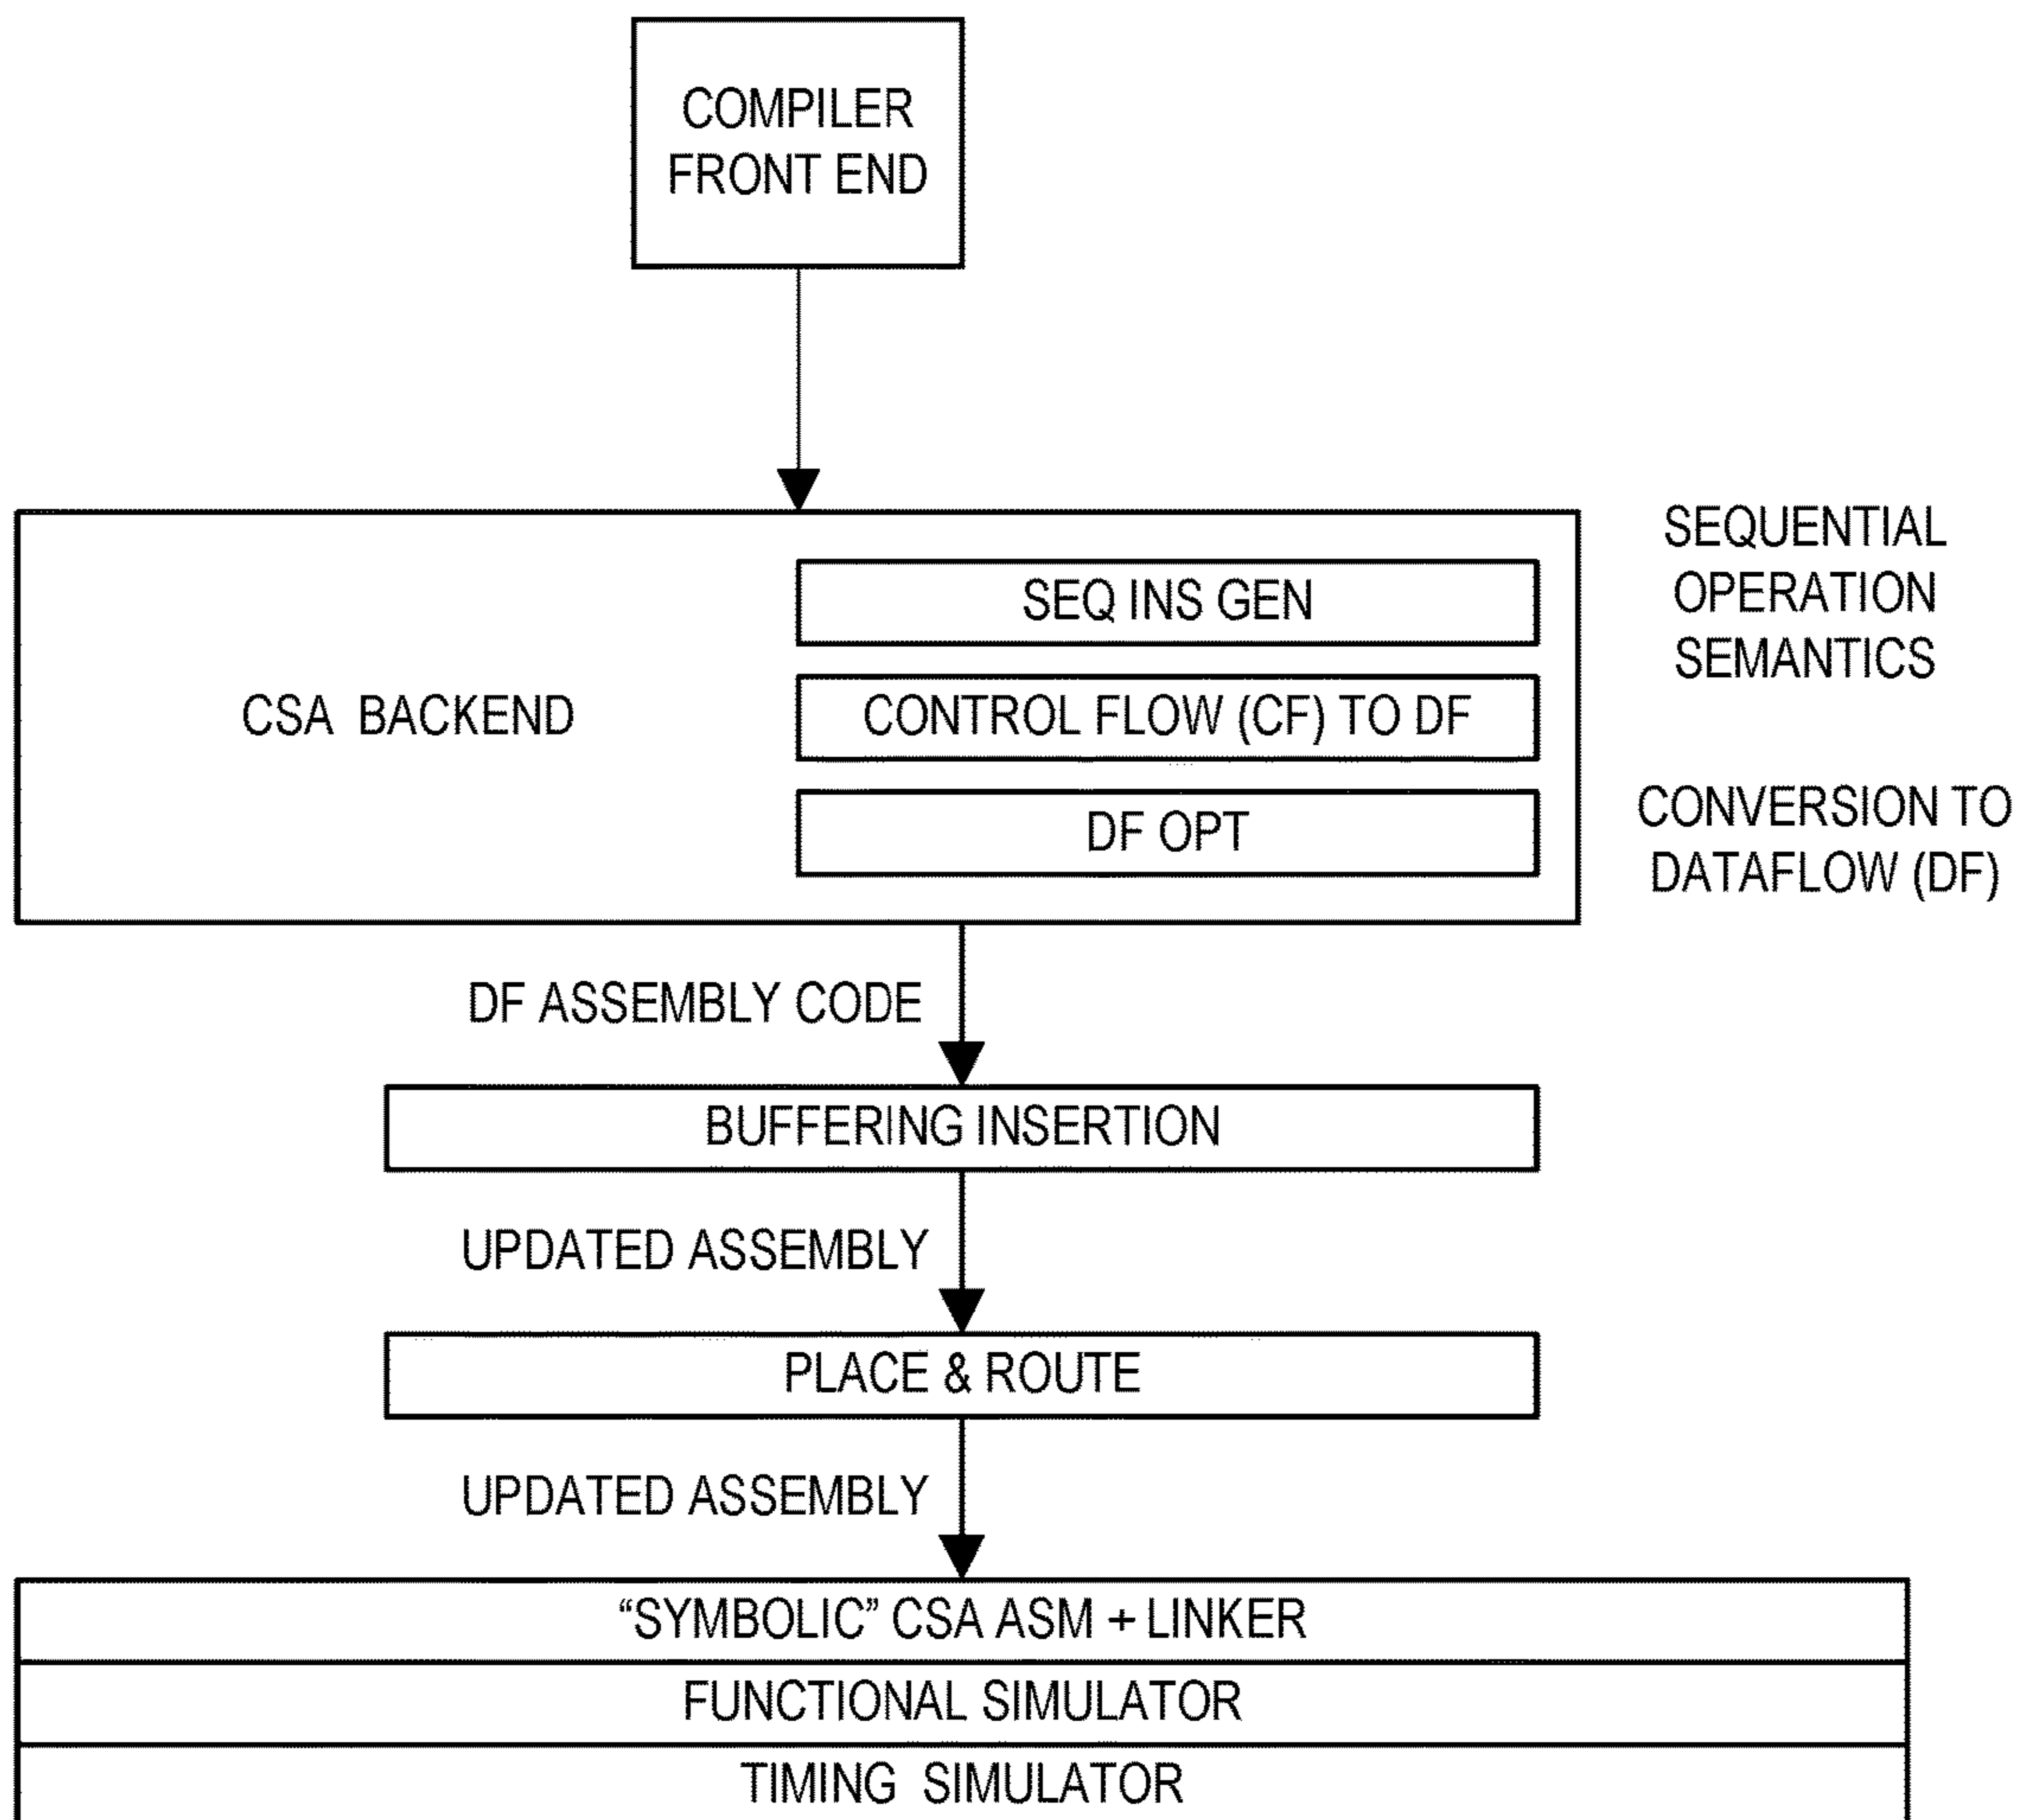 COMPILER
FRONT END
SEQUENTIAL
OPERATION
SEMANTICS
SEQ INS GEN
CSA BACKEND
CONTROL FLOW (CF) TO DF
DF OPT
CONVERSION TO
DATAFLOW (DF)
DF ASSEMBLY CODE
BUFFERING INSERTION
UPDATED ASSEMBLY
PLACE & ROUTE
UPDATED ASSEMBLY
“SYMBOLIC” CSA ASM + LINKER
FUNCTIONAL SIMULATOR
TIMING SIMULATOR